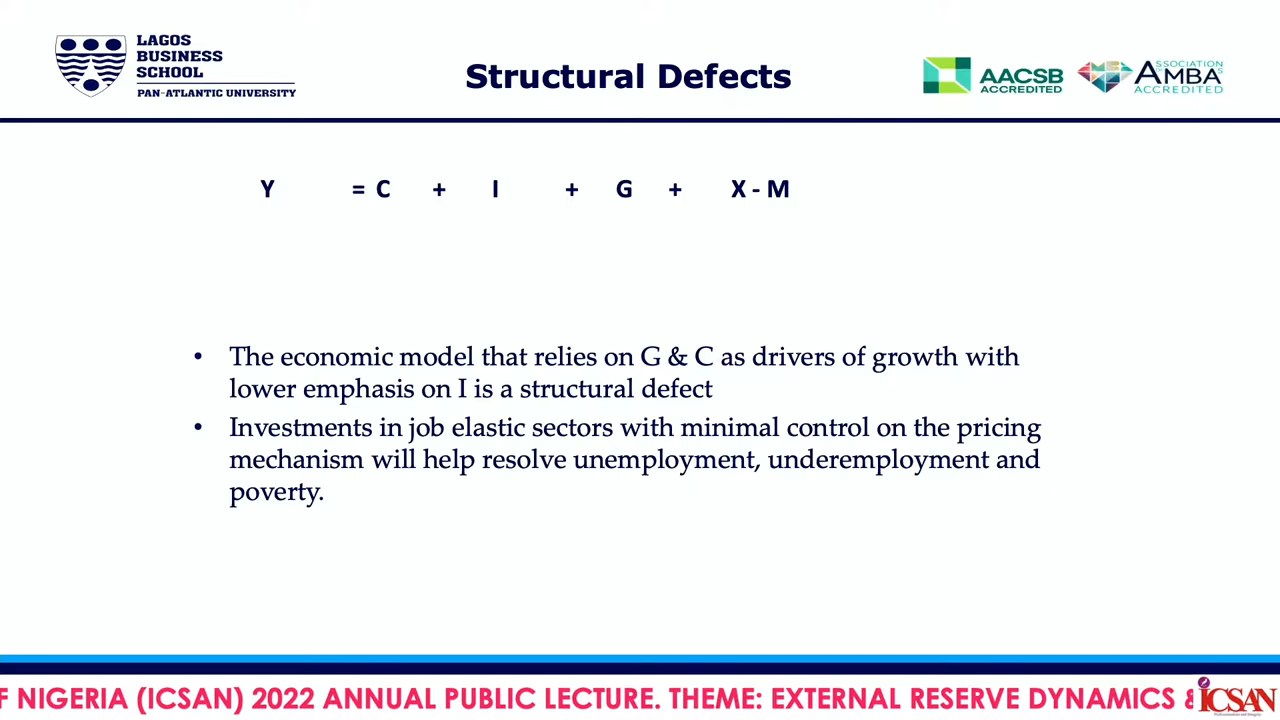 LAGOS
BUSINESS
SCHOOL
PAN-ATLANTIC UNIVERSITY
Structural Defects
AACSB
ACCREDITED
ASSOCIATION
AMBA's
ACCREDITED
Y = C + I + G + X - M
• The economic model that relies on G & C as drivers of growth with
lower emphasis on I is a structural defect
• Investments in job elastic sectors with minimal control on the pricing
mechanism will help resolve unemployment, underemployment and
poverty.
F NIGERIA (ICSAN) 2022 ANNUAL PUBLIC LECTURE. THEME: EXTERNAL RESERVE DYNAMICS &
ICSAN